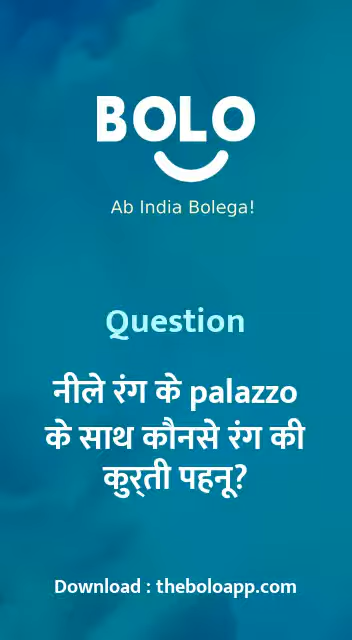 BOLO
Ab India Bolega!
Question
नीले रंग के palazzo
के साथ कौनसे रंग की
कुर्ती पहनू?
Download : theboloapp.com